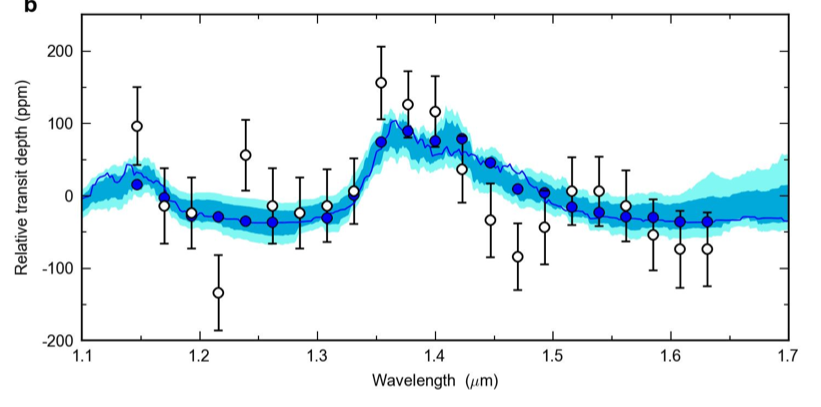 b
200
100
0
-100
-200
Relative transit depth (ppm)
1.1 1.2 1.3 1.4 1.5 1.6 1.7
Wavelength (μm)